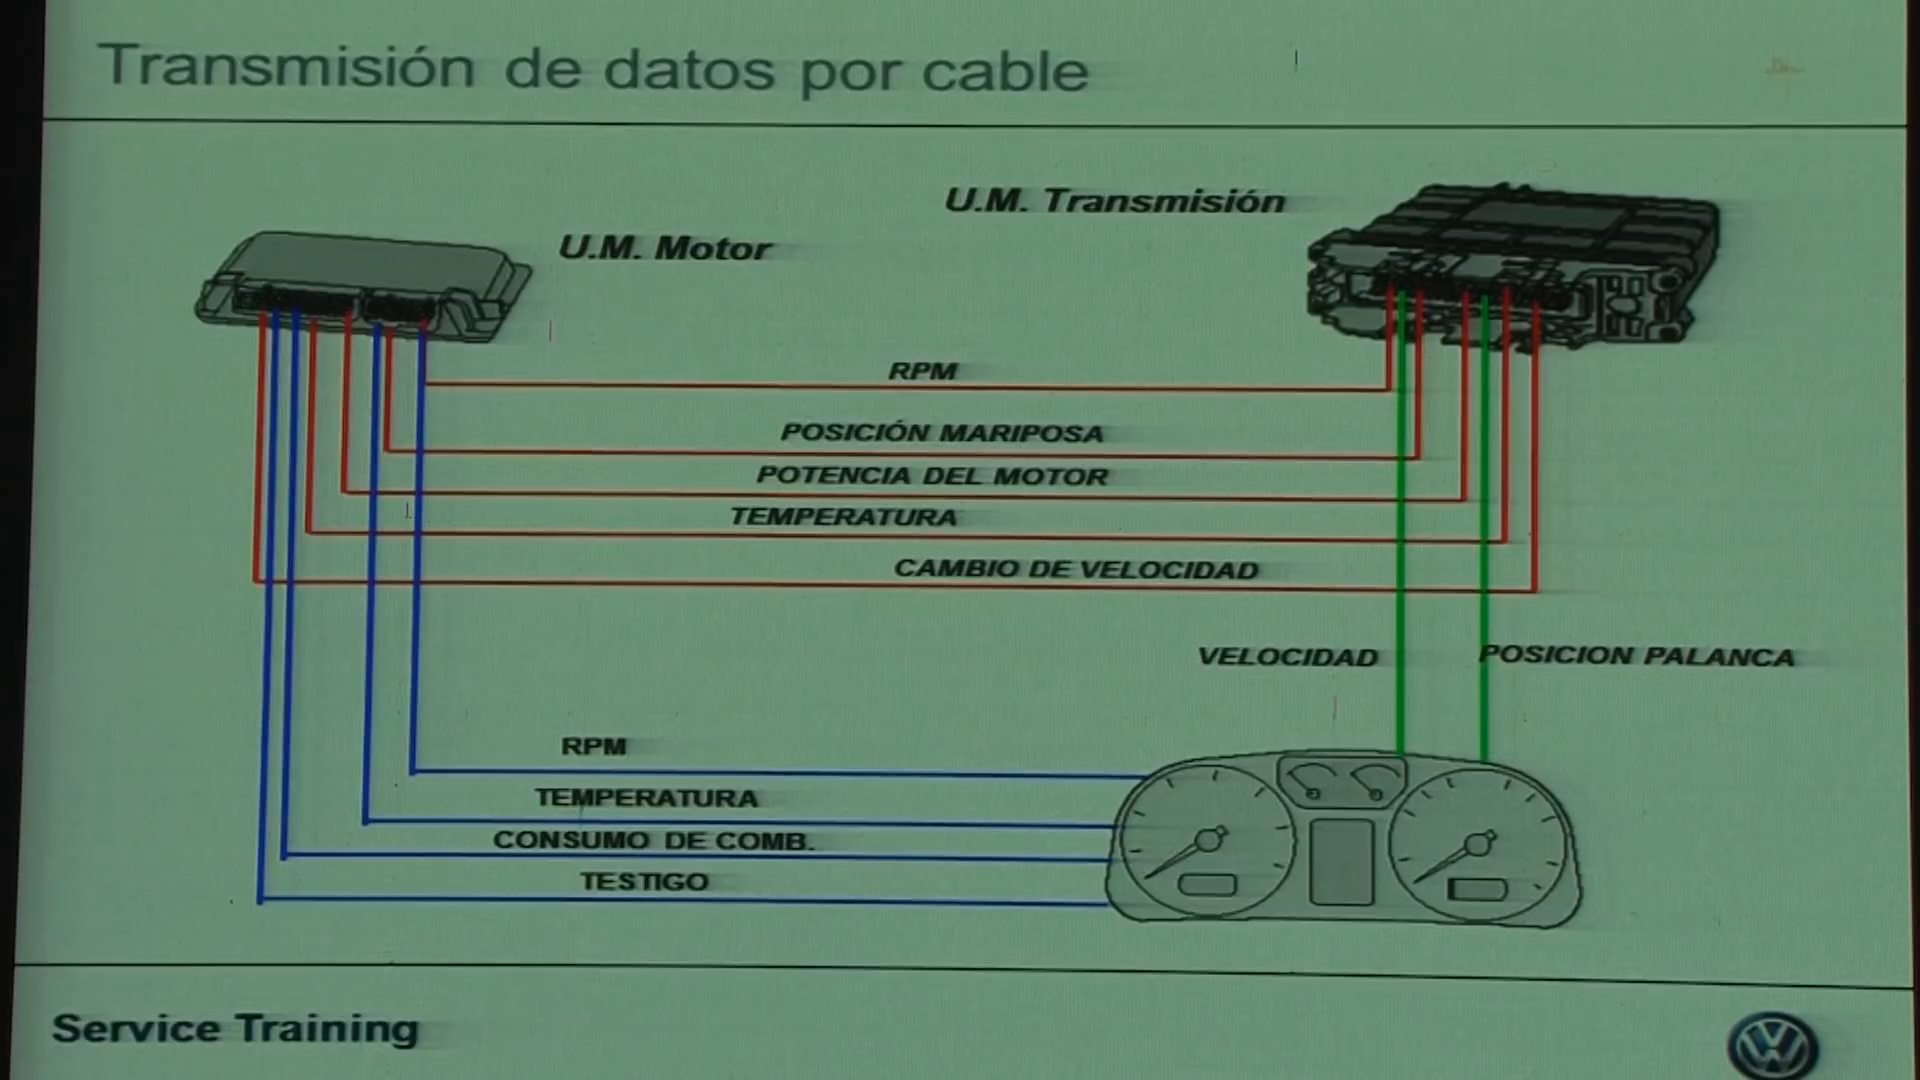 Transmisión de datos por cable
U.M. Transmisión
U.M. Motor
RPM
POSICIÓN MARIPOSA
POTENCIA DEL MOTOR
TEMPERATURA
CAMBIO DE VELOCIDAD
VELOCIDAD
POSICION PALANCA
RPM
TEMPERATURA
CONSUMO DE COMB.
TESTIGO
Service Training